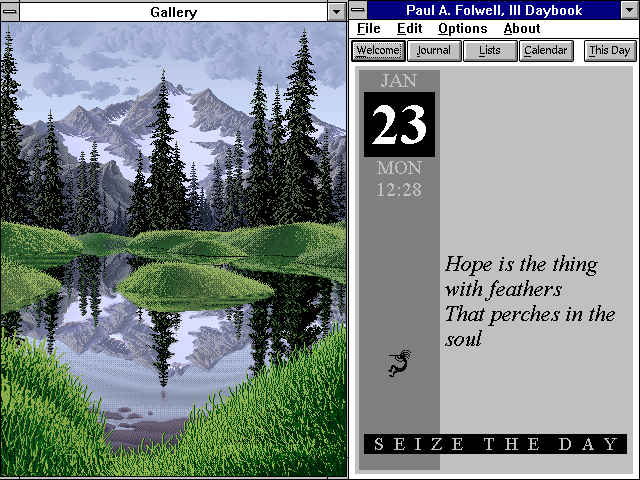 Gallery
Paul A. Folwell, III Daybook
File Edit Options About
Welcome Journal Lists Calendar This Day
JAN
23
MON
12:28
Hope is the thing
with feathers
That perches in the
soul
SEIZE THE DAY